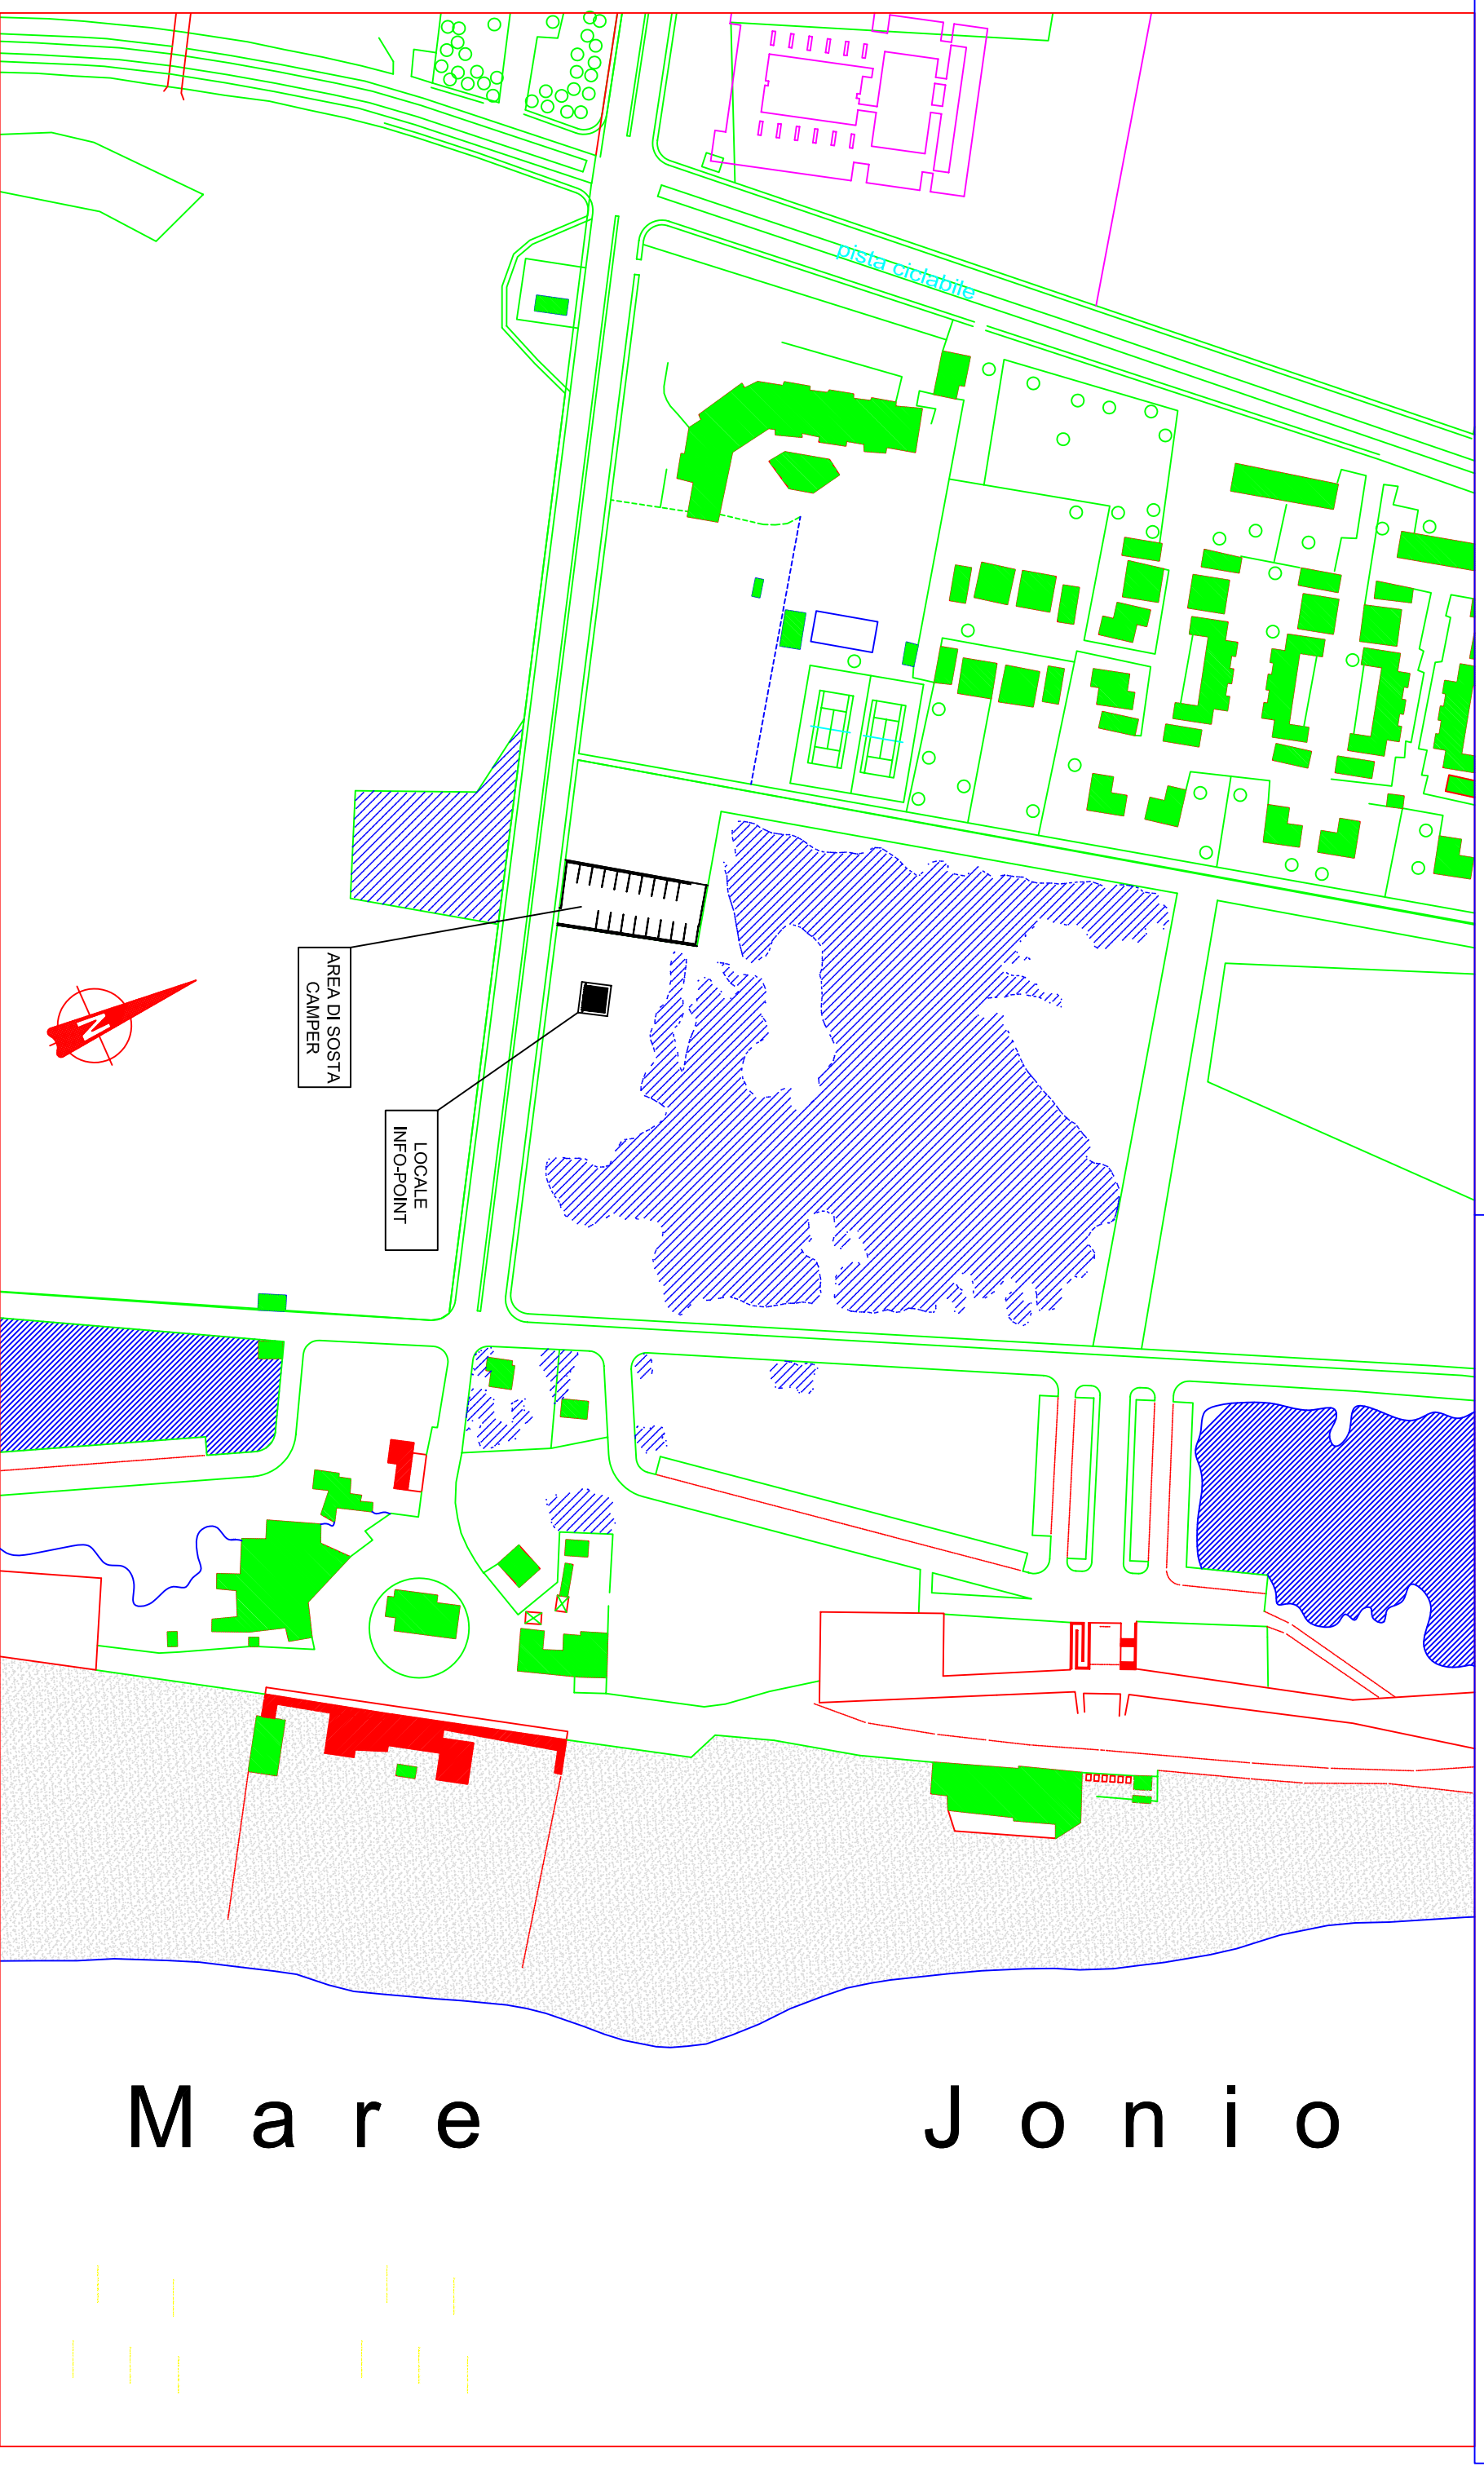 pista ciclabile
AREA DI SOSTA
CAMPER
N
LOCALE
INFO-POINT
Mare Jonio